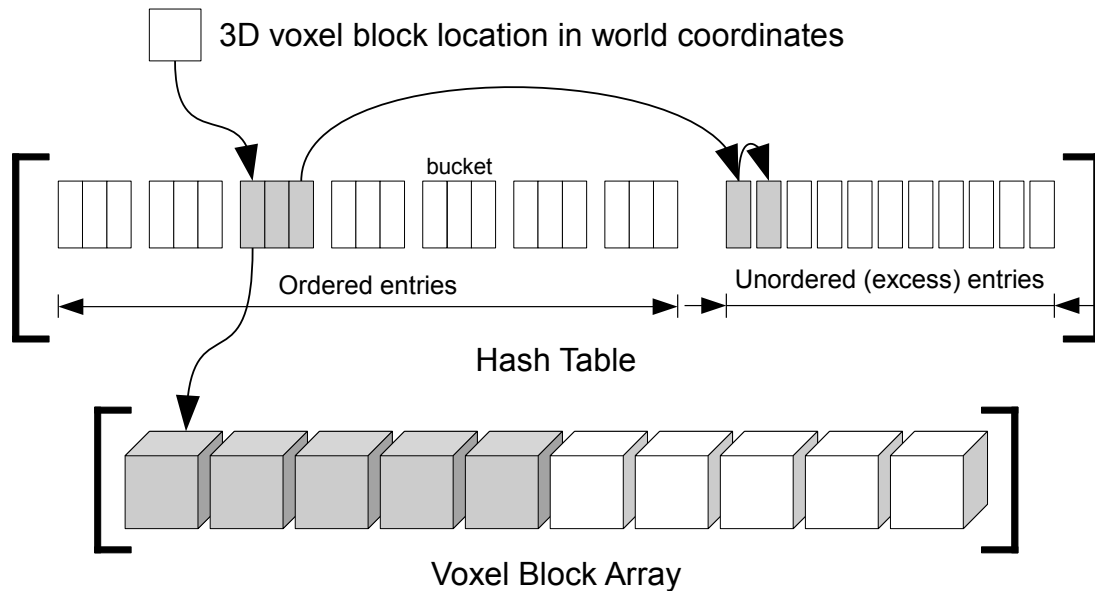 3D voxel block location in world coordinates
bucket
Ordered entries
Unordered (excess) entries
Hash Table
Voxel Block Array